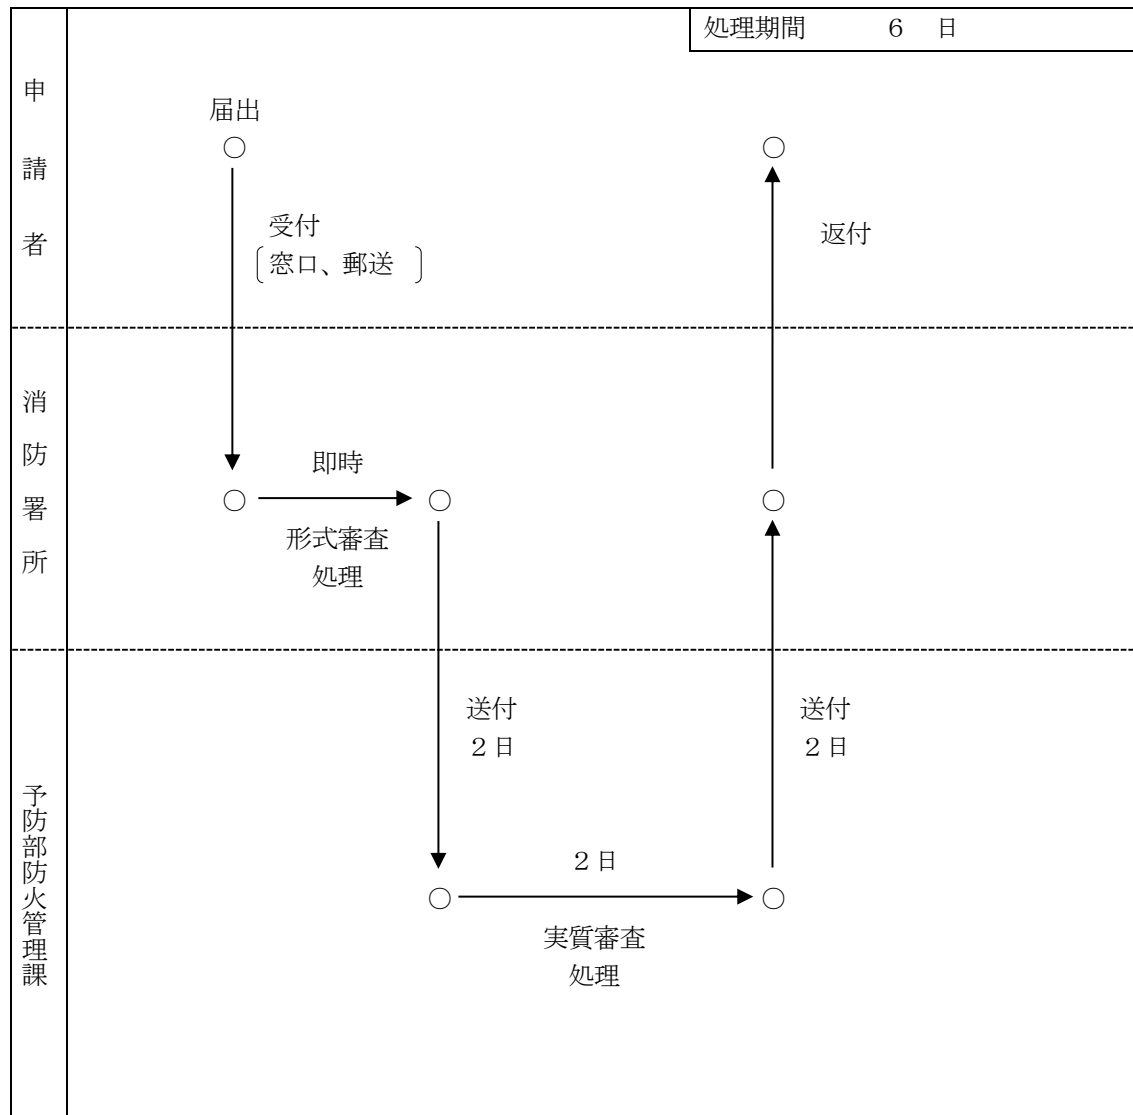 処理期間 ６ 日
申請者
届出
○
○
受付
〔窓口、郵送 〕
返付
消防署所
即時
○
○
○
形式審査
処理
予防部防火管理課
送付
２日
送付
２日
２日
○
○
実質審査
処理